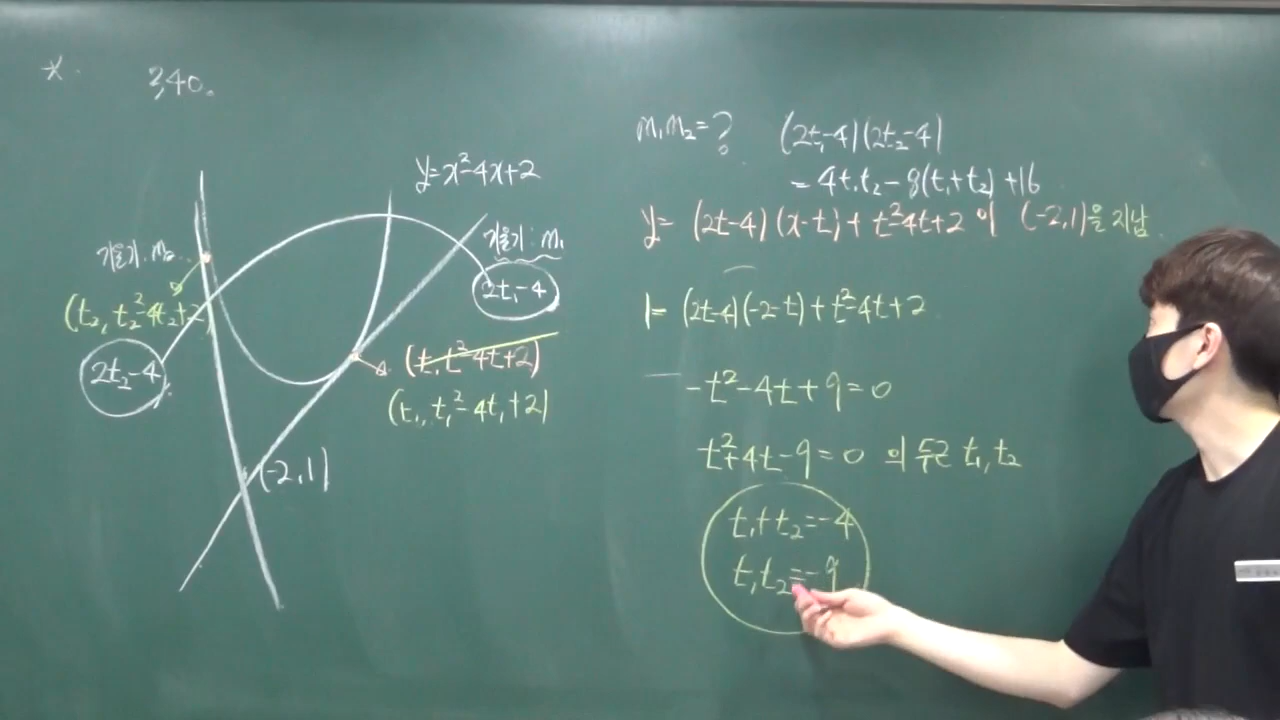 * 340.
y=x²-4x+2
기울기: m₂
기울기: m₁
(t₂, t₂²-4t₂+2)
2t₁-4
2t₂-4
(t, t²-4t+2)
(t₁, t₁²-4t₁+2)
(-2,1)
m₁m₂=? (2t₁-4)(2t₂-4)
=4t₁t₂-8(t₁+t₂)+16
y= (2t-4)(x-t)+t²-4t+2 이 (-2,1)을 지남
1=(2t-4)(-2-t)+t²-4t+2
-t²-4t+9=0
t²+4t-9=0 의 두근 t₁, t₂
t₁+t₂=-4
t₁t₂=-9